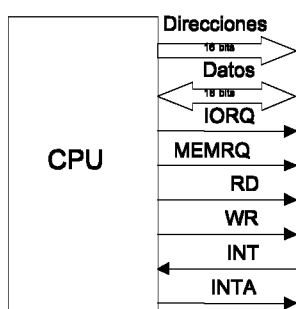 Direcciones
16 bits
Datos
16 bits
IORQ
CPU
MEMRQ
RD
WR
INT
INTA